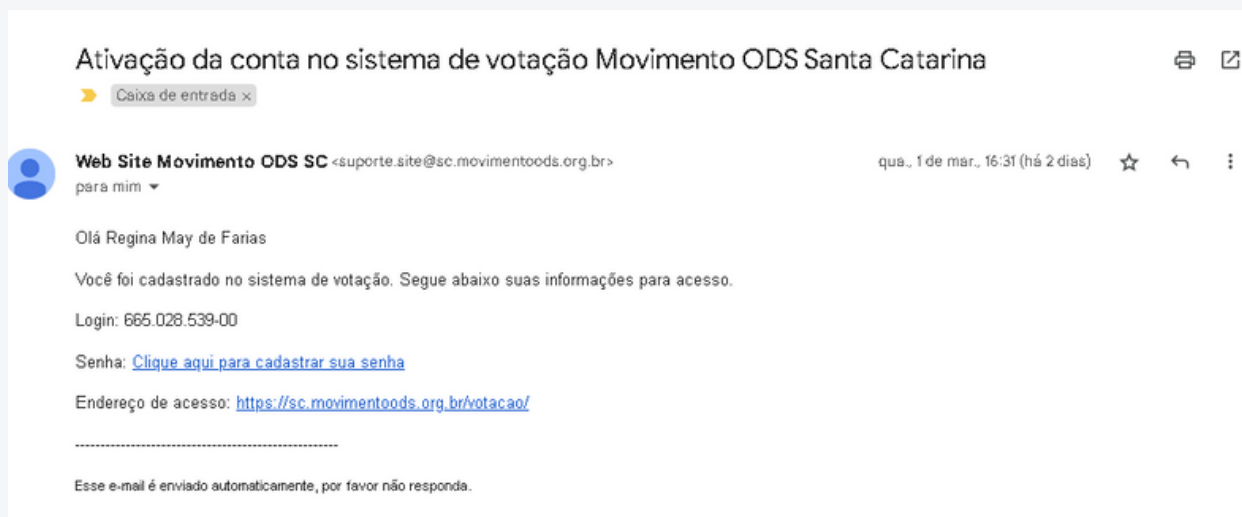 Ativação da conta no sistema de votação Movimento ODS Santa Catarina
Caixa de entrada ×
Web Site Movimento ODS SC <suporte.site@sc.movimentoods.org.br>
qua., 1 de mar., 16:31 (há 2 dias)
para mim
Olá Regina May de Farias
Você foi cadastrado no sistema de votação. Segue abaixo suas informações para acesso.
Login: 665.028.539-00
Senha: Clique aqui para cadastrar sua senha
Endereço de acesso: https://sc.movimentoods.org.br/votacao/
----------------------------------------------------
Esse e-mail é enviado automaticamente, por favor não responda.